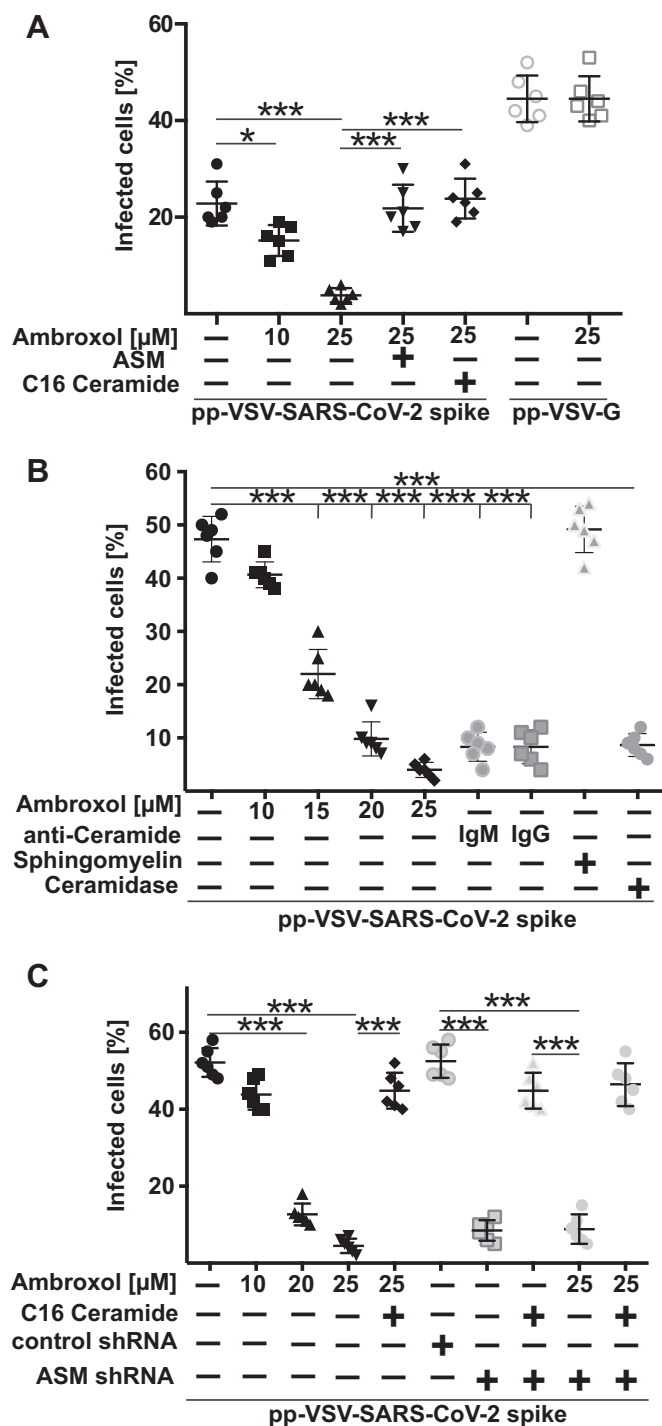 A
Infected cells [%]
60
40
20
***
*
***
***
Ambroxol [µM] — 10 25 25 25 — 25
ASM — — — + — — —
C16 Ceramide — — — — + — —
pp-VSV-SARS-CoV-2 spike pp-VSV-G
B
Infected cells [%]
60
50
40
30
20
10
***
*** *** *** *** ***
Ambroxol [µM] — 10 15 20 25 — — — —
anti-Ceramide — — — — — IgM IgG — —
Sphingomyelin — — — — — — — + —
Ceramidase — — — — — — — — +
pp-VSV-SARS-CoV-2 spike
C
Infected cells [%]
60
40
20
*** ***
*** *** *** ***
Ambroxol [µM] — 10 20 25 25 — — — 25 25
C16 Ceramide — — — — + — — + — +
control shRNA — — — — — + — — — —
ASM shRNA — — — — — — + + + +
pp-VSV-SARS-CoV-2 spike